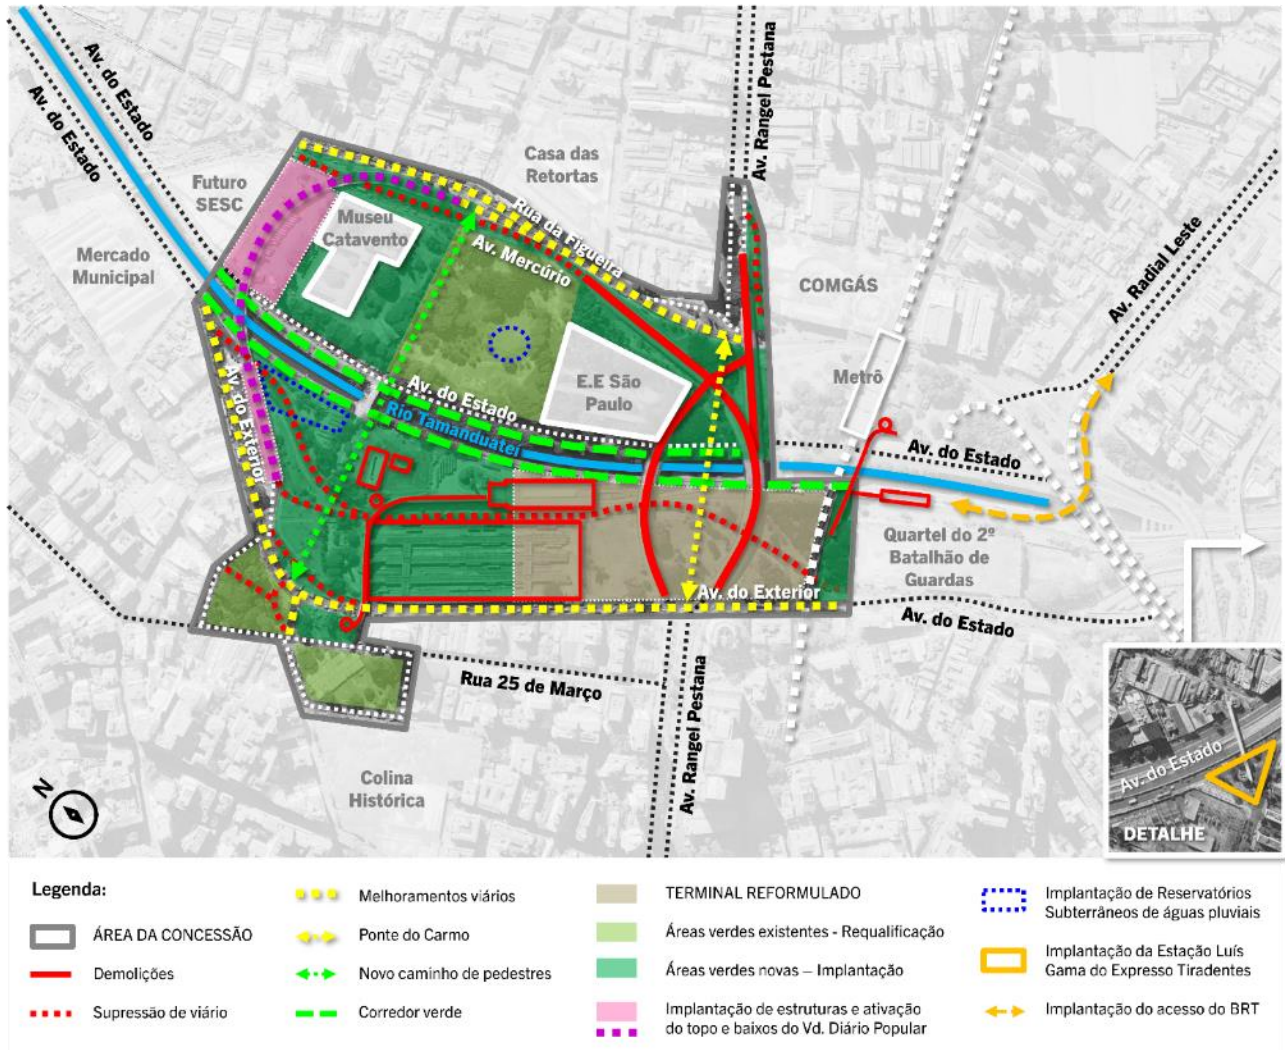 Av. do Estado
Av. do Estado
Av. Rangel Pestana
Casa das
Retortas
Futuro
SESC
Museu
Catavento
Rua da Figueira
Av. Mercúrio
Mercado
Municipal
COMGÁS
Av. Radial Leste
Metrô
E.E São
Paulo
Av. do Estado
Rio Tamanduateí
Av. do Exterior
Av. do Estado
Quartel do 2º
Batalhão de
Guardas
Av. do Exterior
Av. do Estado
Rua 25 de Março
Av. Rangel Pestana
Colina
Histórica
N
Av. do Estado
DETALHE
Legenda:
ÁREA DA CONCESSÃO
Demolições
Supressão de viário
Melhoramentos viários
Ponte do Carmo
Novo caminho de pedestres
Corredor verde
TERMINAL REFORMULADO
Áreas verdes existentes - Requalificação
Áreas verdes novas – Implantação
Implantação de estruturas e ativação
do topo e baixos do Vd. Diário Popular
Implantação de Reservatórios
Subterrâneos de águas pluviais
Implantação da Estação Luís
Gama do Expresso Tiradentes
Implantação do acesso do BRT